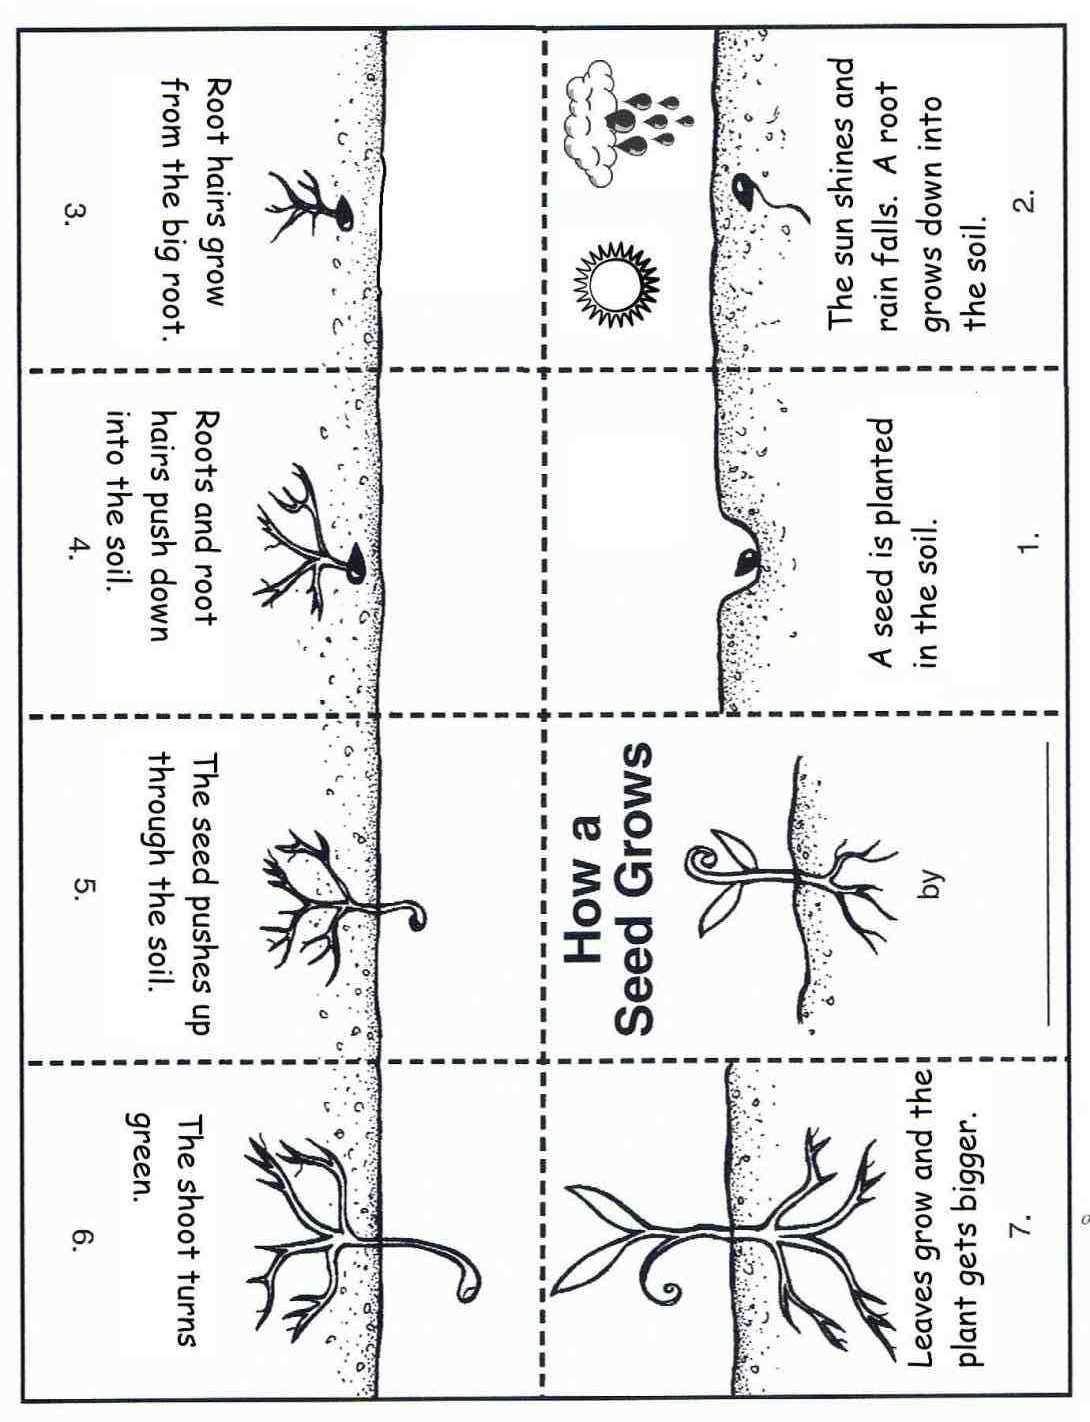 How a
Seed Grows
by
A seed is planted
in the soil.
1.
The sun shines and
rain falls. A root
grows down into
the soil.
2.
Root hairs grow
from the big root.
3.
Roots and root
hairs push down
into the soil.
4.
The seed pushes up
through the soil.
5.
The shoot turns
green.
6.
Leaves grow and the
plant gets bigger.
7.